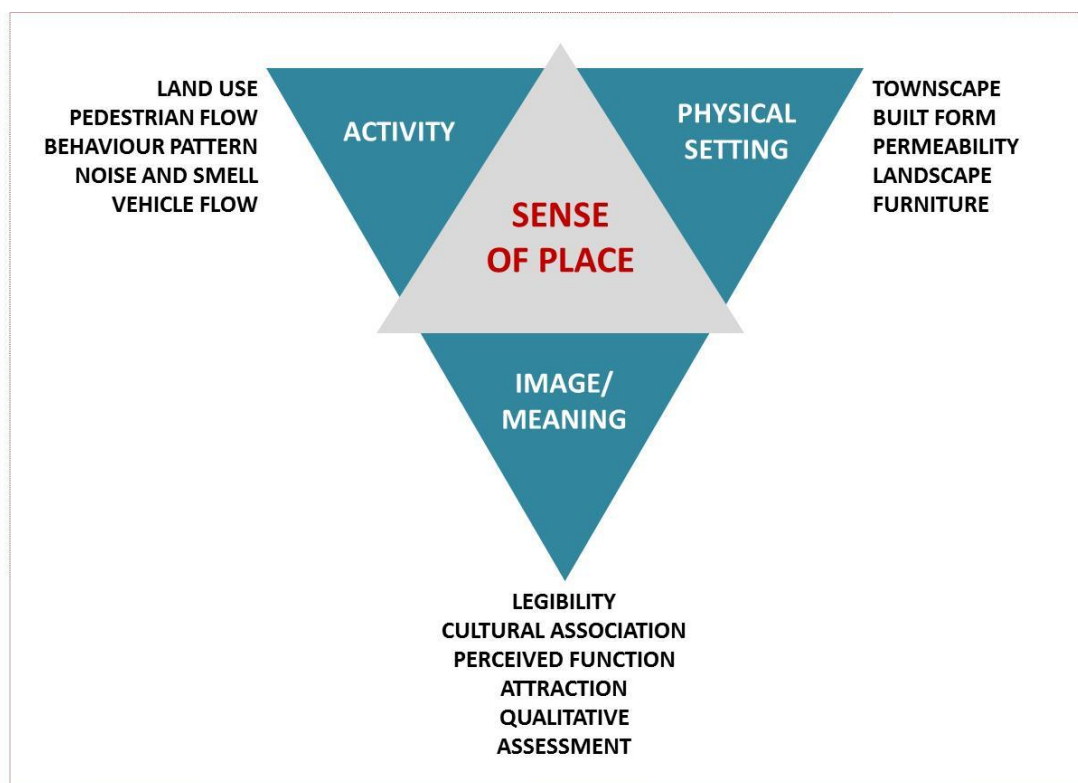 LAND USE
PEDESTRIAN FLOW
BEHAVIOUR PATTERN
NOISE AND SMELL
VEHICLE FLOW
ACTIVITY
PHYSICAL
SETTING
TOWNSCAPE
BUILT FORM
PERMEABILITY
LANDSCAPE
FURNITURE
SENSE
OF PLACE
IMAGE/
MEANING
LEGIBILITY
CULTURAL ASSOCIATION
PERCEIVED FUNCTION
ATTRACTION
QUALITATIVE
ASSESSMENT